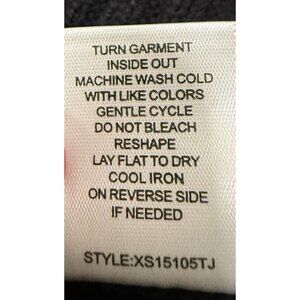 TURN GARMENT
INSIDE OUT
MACHINE WASH COLD
WITH LIKE COLORS
GENTLE CYCLE
DO NOT BLEACH
RESHAPE
LAY FLAT TO DRY
COOL IRON
ON REVERSE SIDE
IF NEEDED
STYLE:XS15105TJ